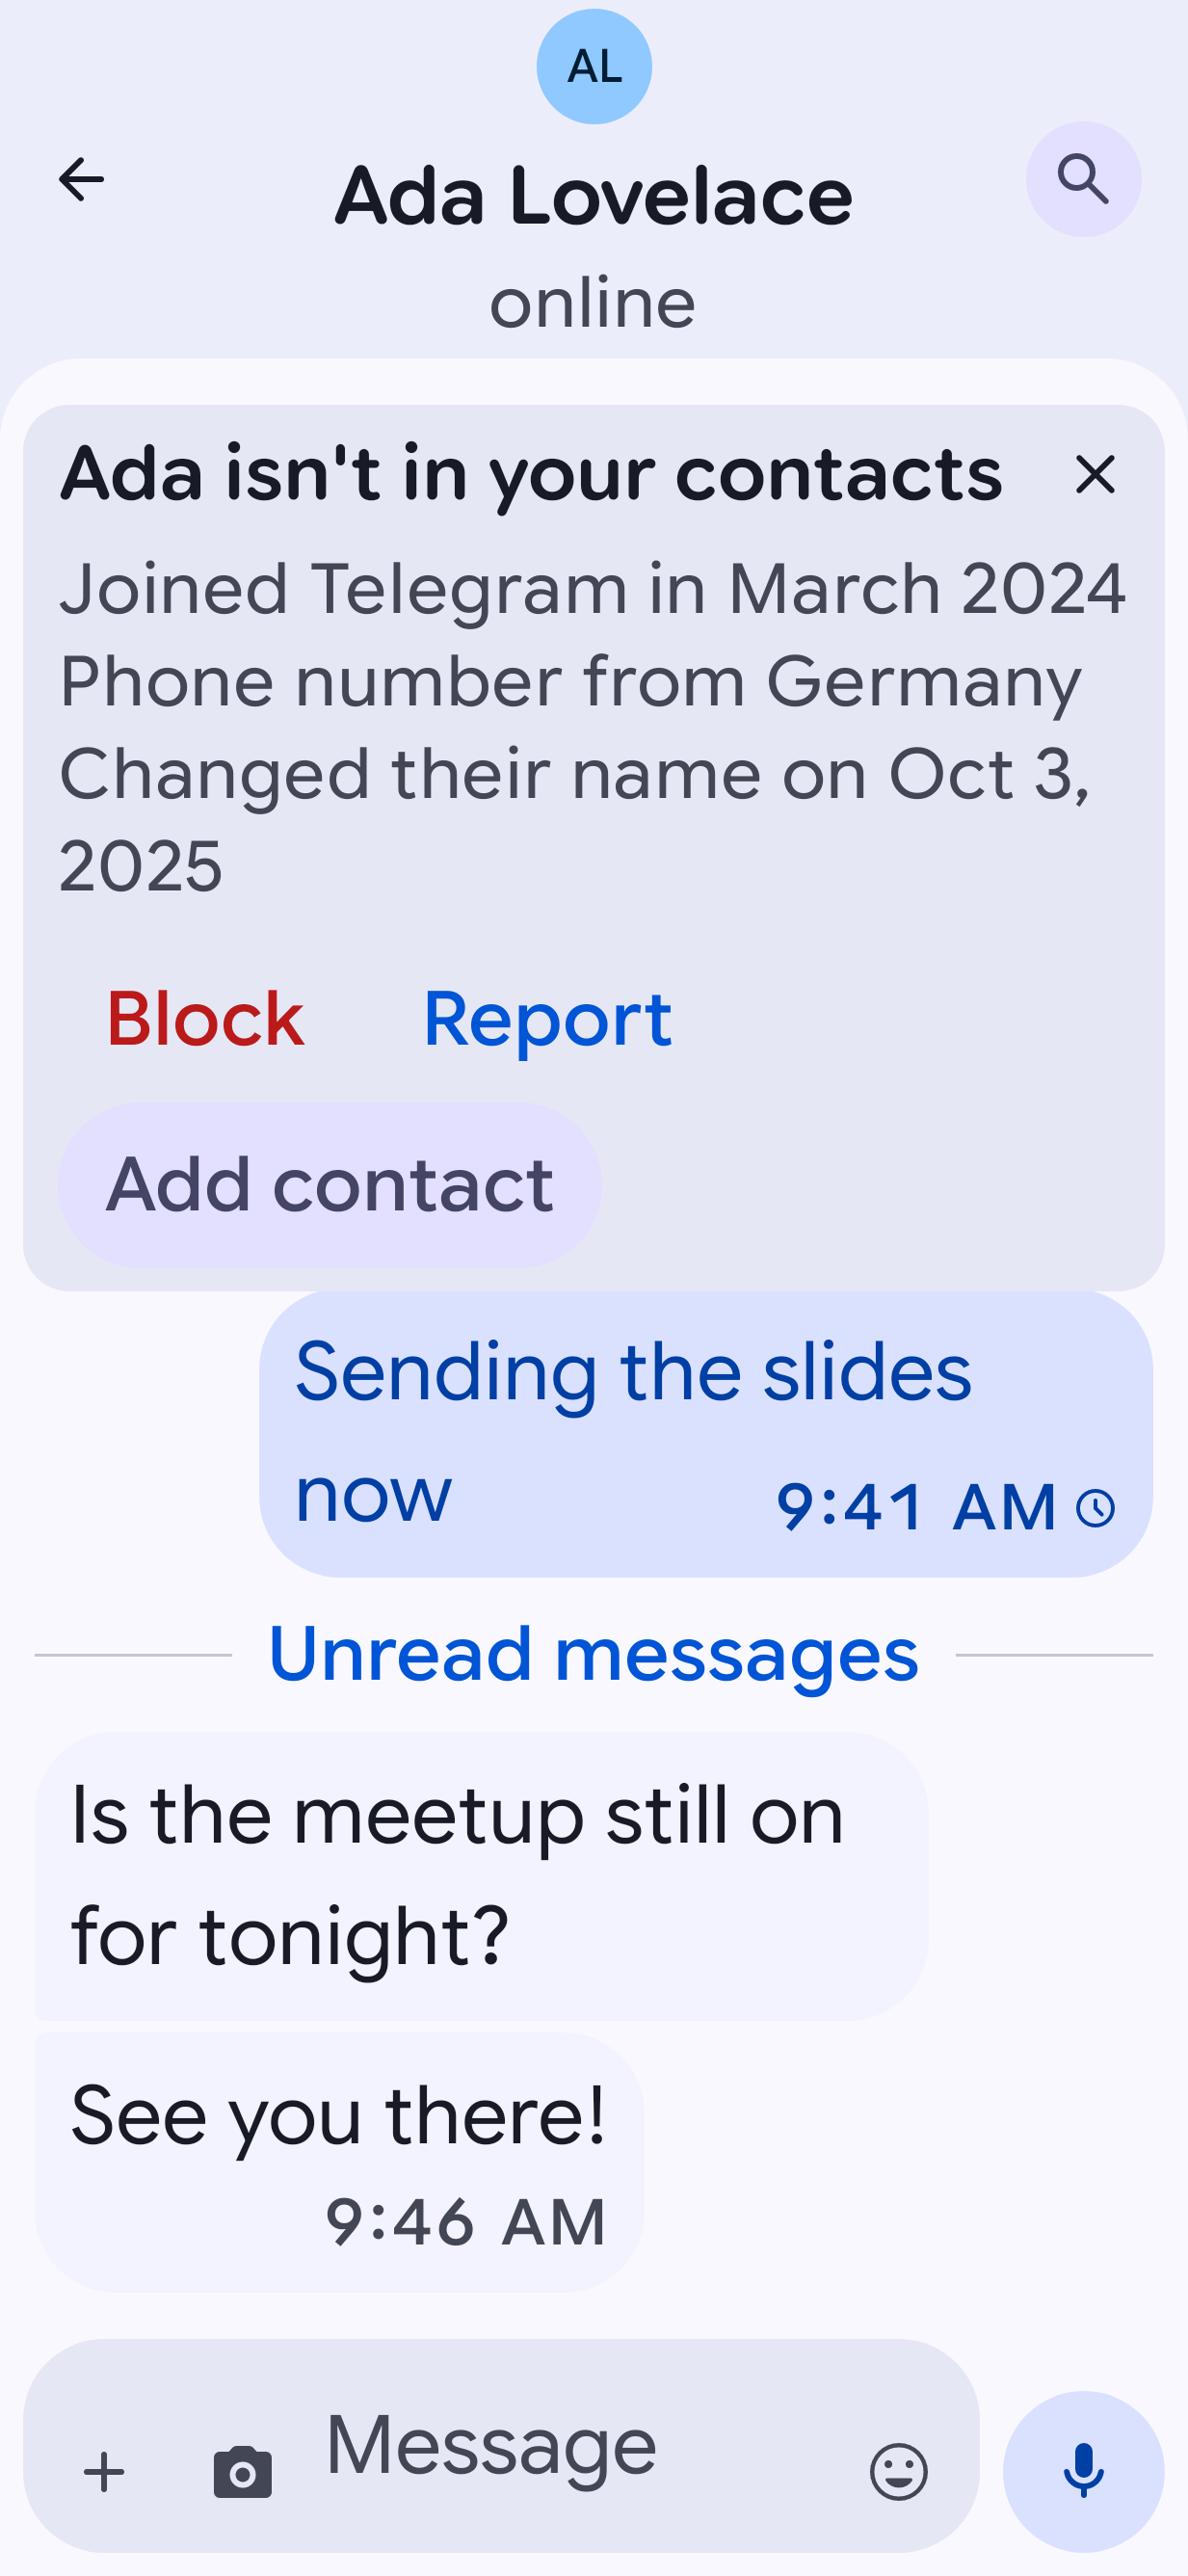 AL
Ada Lovelace
online
Ada isn't in your contacts
Joined Telegram in March 2024
Phone number from Germany
Changed their name on Oct 3,
2025
Block Report
Add contact
Sending the slides
now 9:41 AM
Unread messages
Is the meetup still on
for tonight?
See you there!
9:46 AM
Message